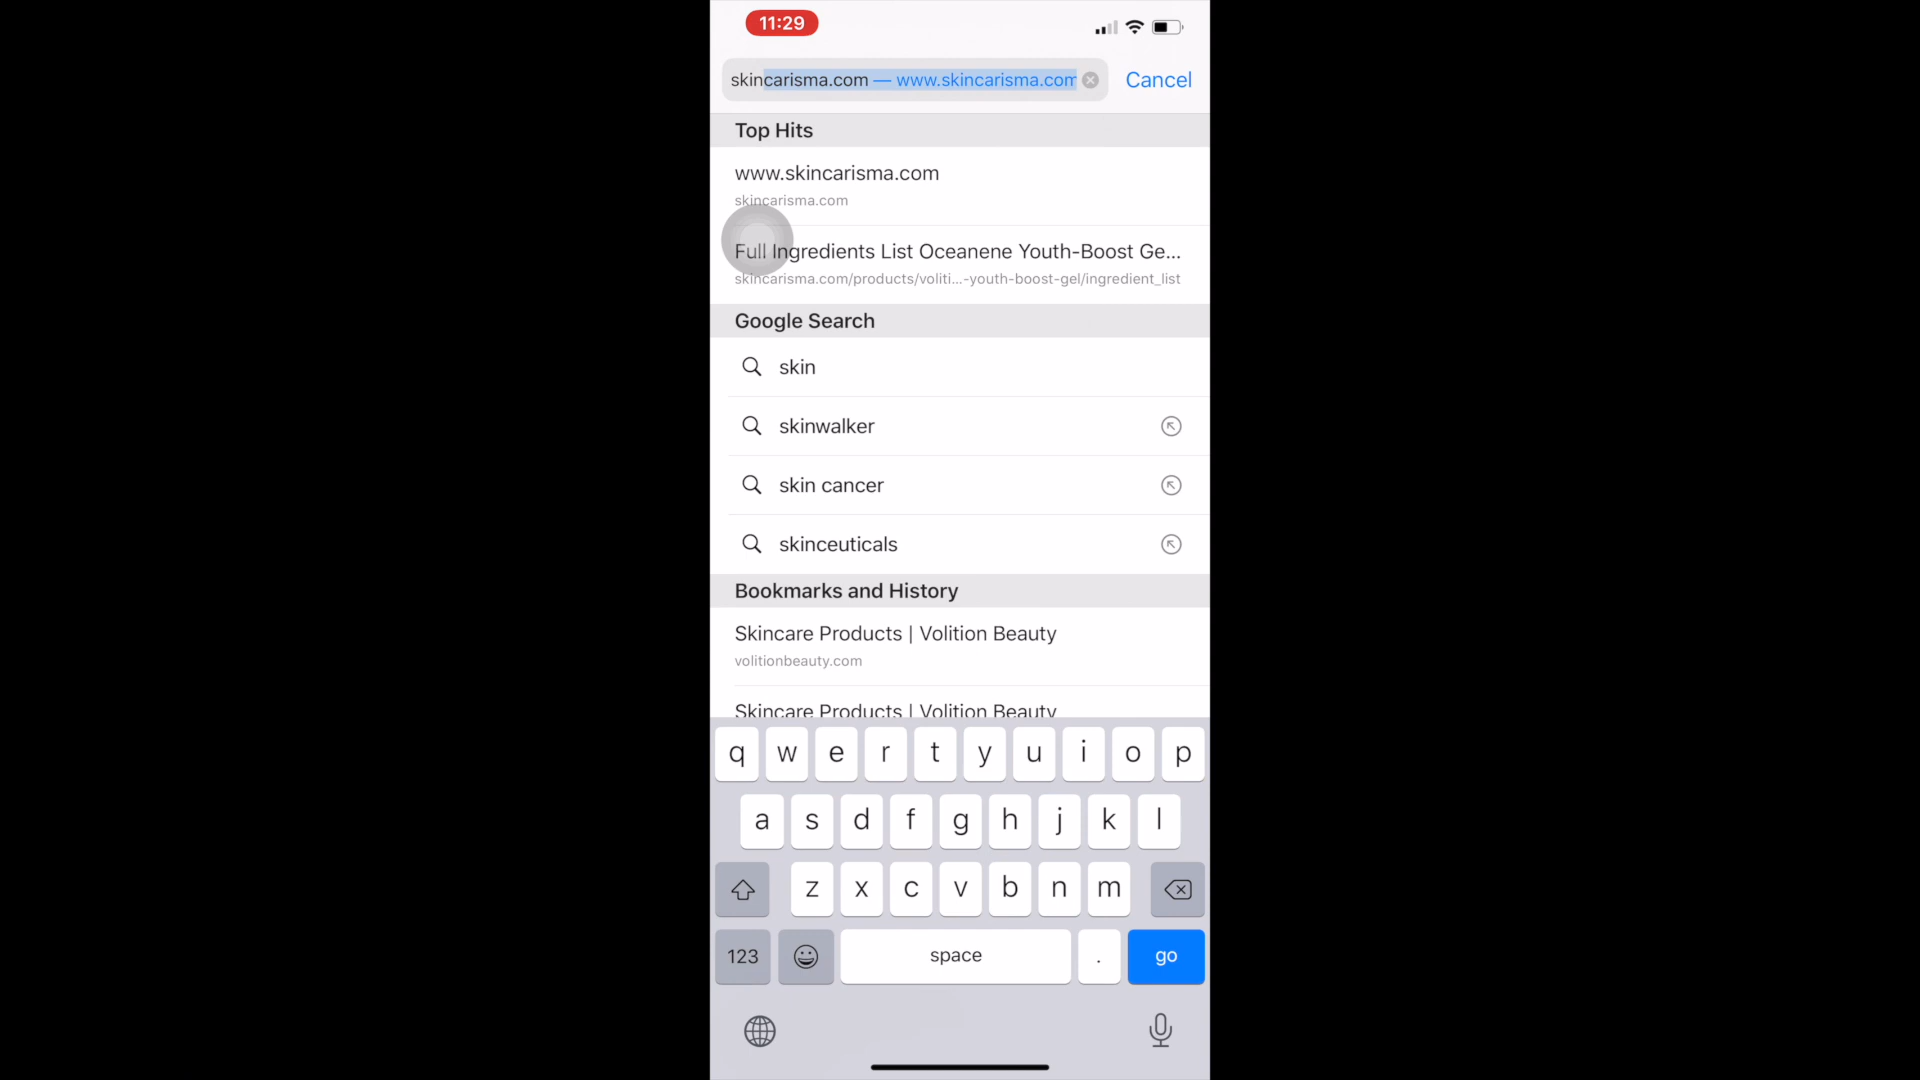 11:29
skincarisma.com — www.skincarisma.com
Cancel
Top Hits
www.skincarisma.com
skincarisma.com
Full Ingredients List Oceanene Youth-Boost Ge...
skincarisma.com/products/voliti...-youth-boost-gel/ingredient_list
Google Search
skin
skinwalker
skin cancer
skinceuticals
Bookmarks and History
Skincare Products | Volition Beauty
volitionbeauty.com
Skincare Products | Volition Beauty
q w e r t y u i o p
a s d f g h j k l
z x c v b n m
123 space . go